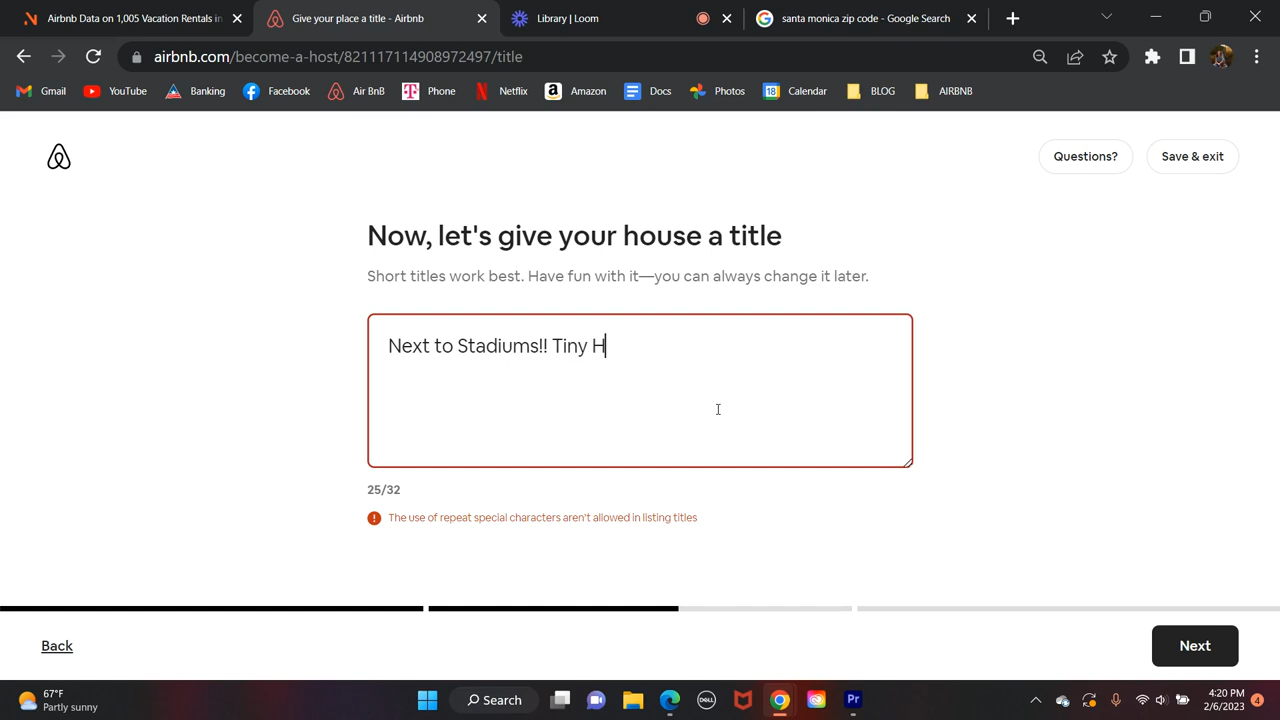 Airbnb Data on 1,005 Vacation Rentals in
Give your place a title - Airbnb
Library | Loom
santa monica zip code - Google Search
airbnb.com/become-a-host/821117114908972497/title
Gmail
YouTube
Banking
Facebook
Air BnB
Phone
Netflix
Amazon
Docs
Photos
18
Calendar
BLOG
AIRBNB
Questions?
Save & exit
Now, let's give your house a title
Short titles work best. Have fun with it—you can always change it later.
Next to Stadiums!! Tiny H
25/32
The use of repeat special characters aren't allowed in listing titles
Back
Next
67°F
Partly sunny
Search
DELL
Pr
4:20 PM
2/6/2023
4